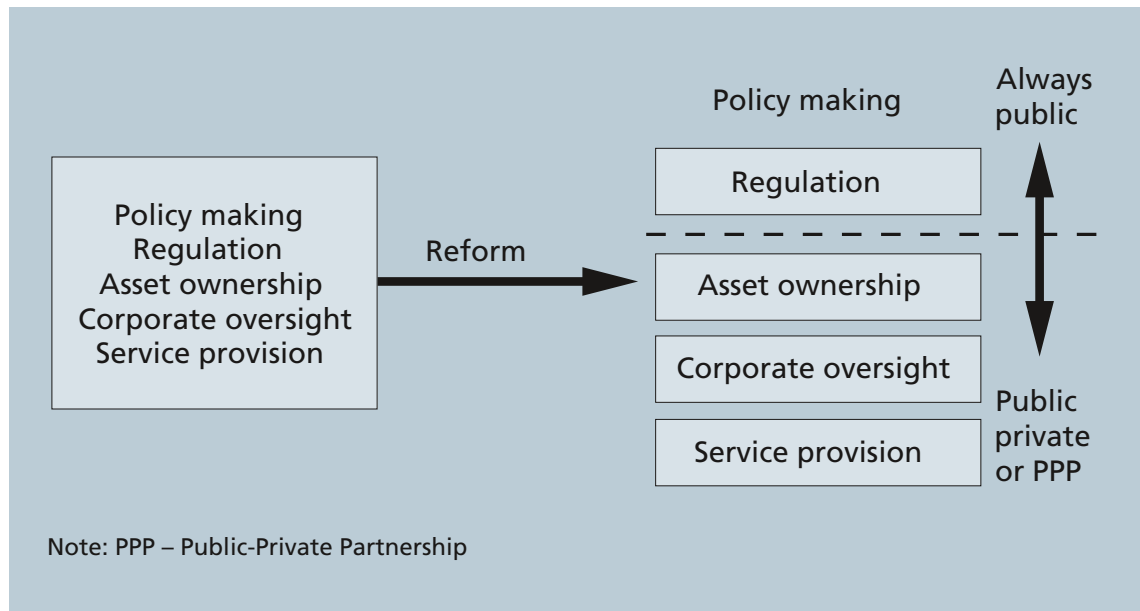 Policy making
Regulation
Asset ownership
Corporate oversight
Service provision
Reform
Policy making
Regulation
Asset ownership
Corporate oversight
Service provision
Always
public
Public
private
or PPP
Note: PPP – Public-Private Partnership